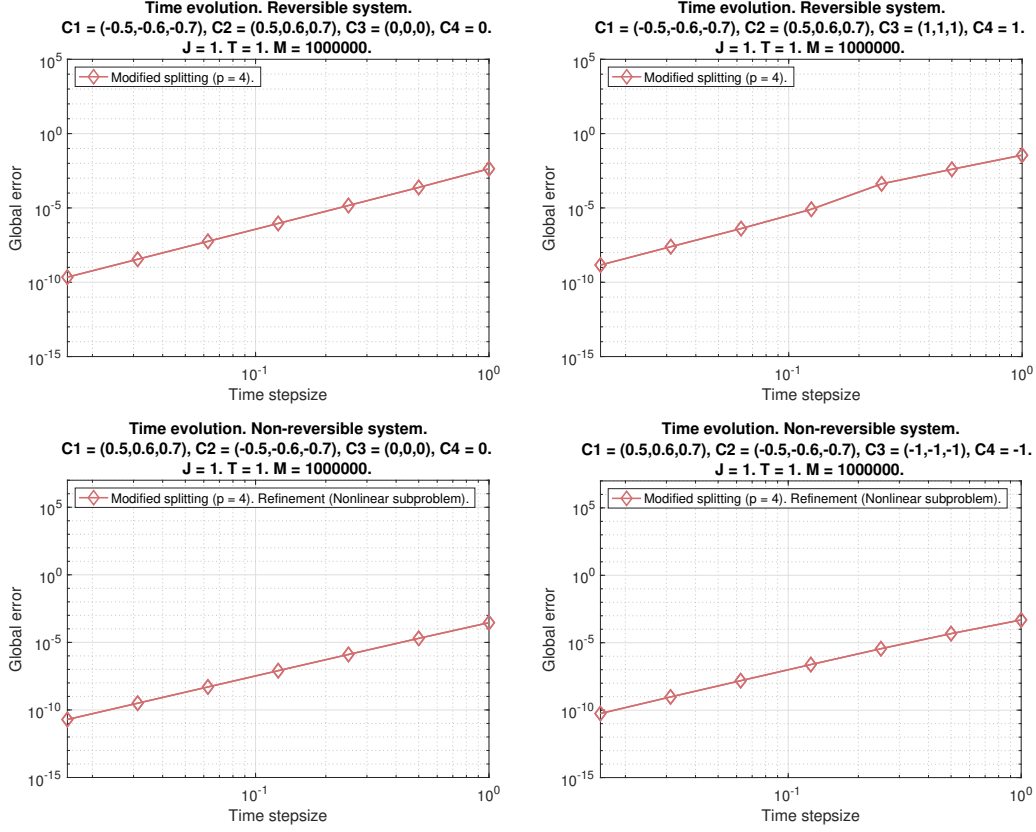 Time evolution. Reversible system.
C1 = (-0.5,-0.6,-0.7), C2 = (0.5,0.6,0.7), C3 = (0,0,0), C4 = 0.
J = 1. T = 1. M = 1000000.
Modified splitting (p = 4).
10^5
10^0
10^-5
10^-10
10^-15
Global error
10^-1
10^0
Time stepsize
Time evolution. Reversible system.
C1 = (-0.5,-0.6,-0.7), C2 = (0.5,0.6,0.7), C3 = (1,1,1), C4 = 1.
J = 1. T = 1. M = 1000000.
Modified splitting (p = 4).
10^5
10^0
10^-5
10^-10
10^-15
Global error
10^-1
10^0
Time stepsize
Time evolution. Non-reversible system.
C1 = (0.5,0.6,0.7), C2 = (-0.5,-0.6,-0.7), C3 = (0,0,0), C4 = 0.
J = 1. T = 1. M = 1000000.
Modified splitting (p = 4). Refinement (Nonlinear subproblem).
10^5
10^0
10^-5
10^-10
10^-15
Global error
10^-1
10^0
Time stepsize
Time evolution. Non-reversible system.
C1 = (0.5,0.6,0.7), C2 = (-0.5,-0.6,-0.7), C3 = (-1,-1,-1), C4 = -1.
J = 1. T = 1. M = 1000000.
Modified splitting (p = 4). Refinement (Nonlinear subproblem).
10^5
10^0
10^-5
10^-10
10^-15
Global error
10^-1
10^0
Time stepsize